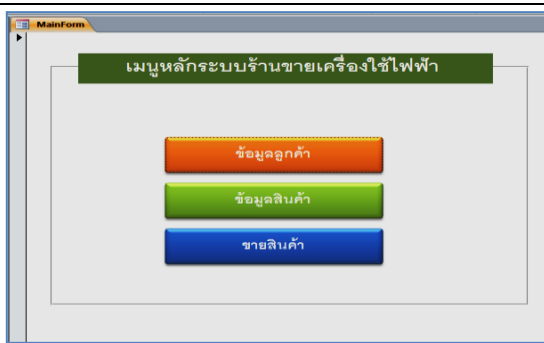 MainForm
เมนูหลักระบบร้านขายเครื่องใช้ไฟฟ้า
ข้อมูลลูกค้า
ข้อมูลสินค้า
ขายสินค้า